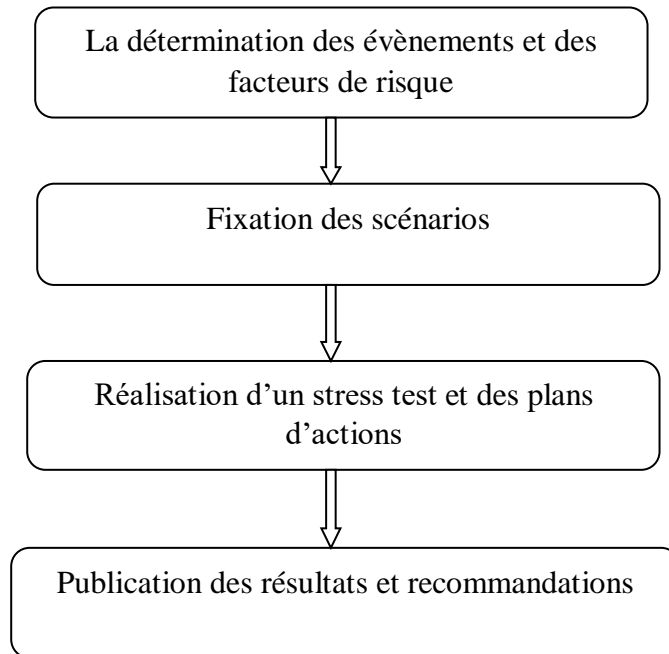 La détermination des évènements et des
facteurs de risque
Fixation des scénarios
Réalisation d’un stress test et des plans
d’actions
Publication des résultats et recommandations